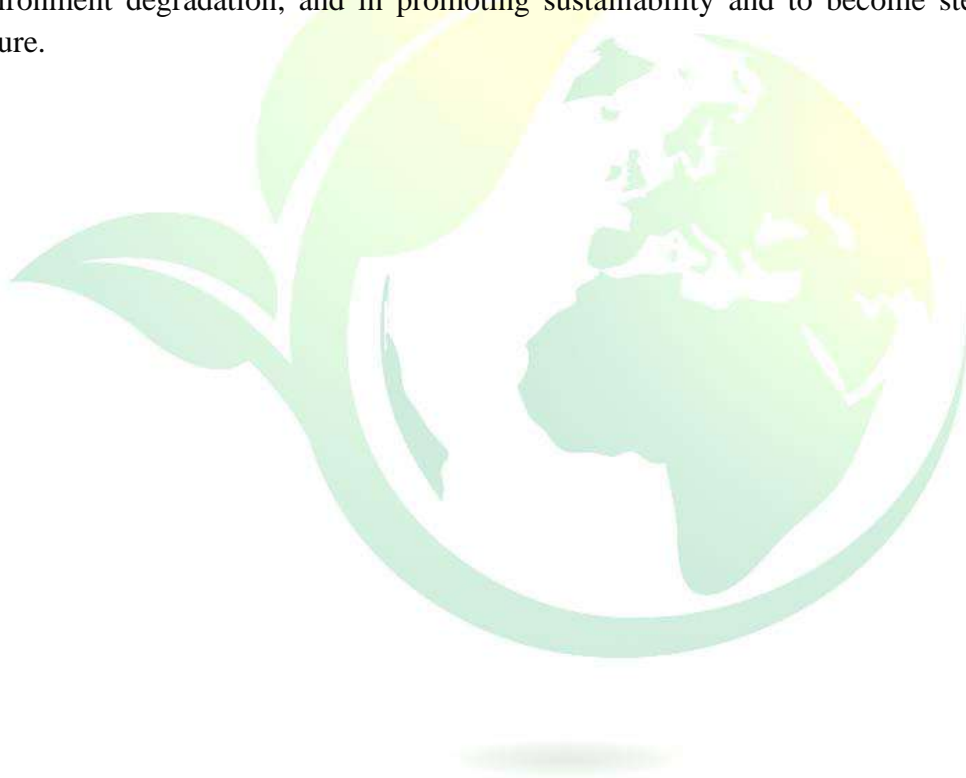 ironment degradation, and in promoting sustainability and to become ste
ure.